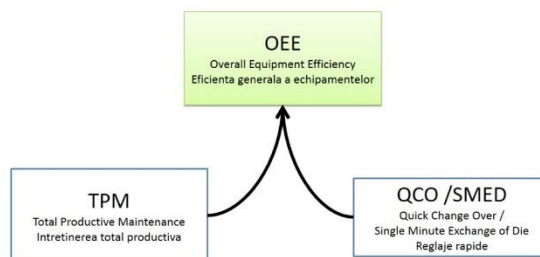 OEE
Overall Equipment Efficiency
Eficienta generala a echipamentelor
TPM
Total Productive Maintenance
Intretinerea total productiva
QCO /SMED
Quick Change Over /
Single Minute Exchange of Die
Reglaje rapide